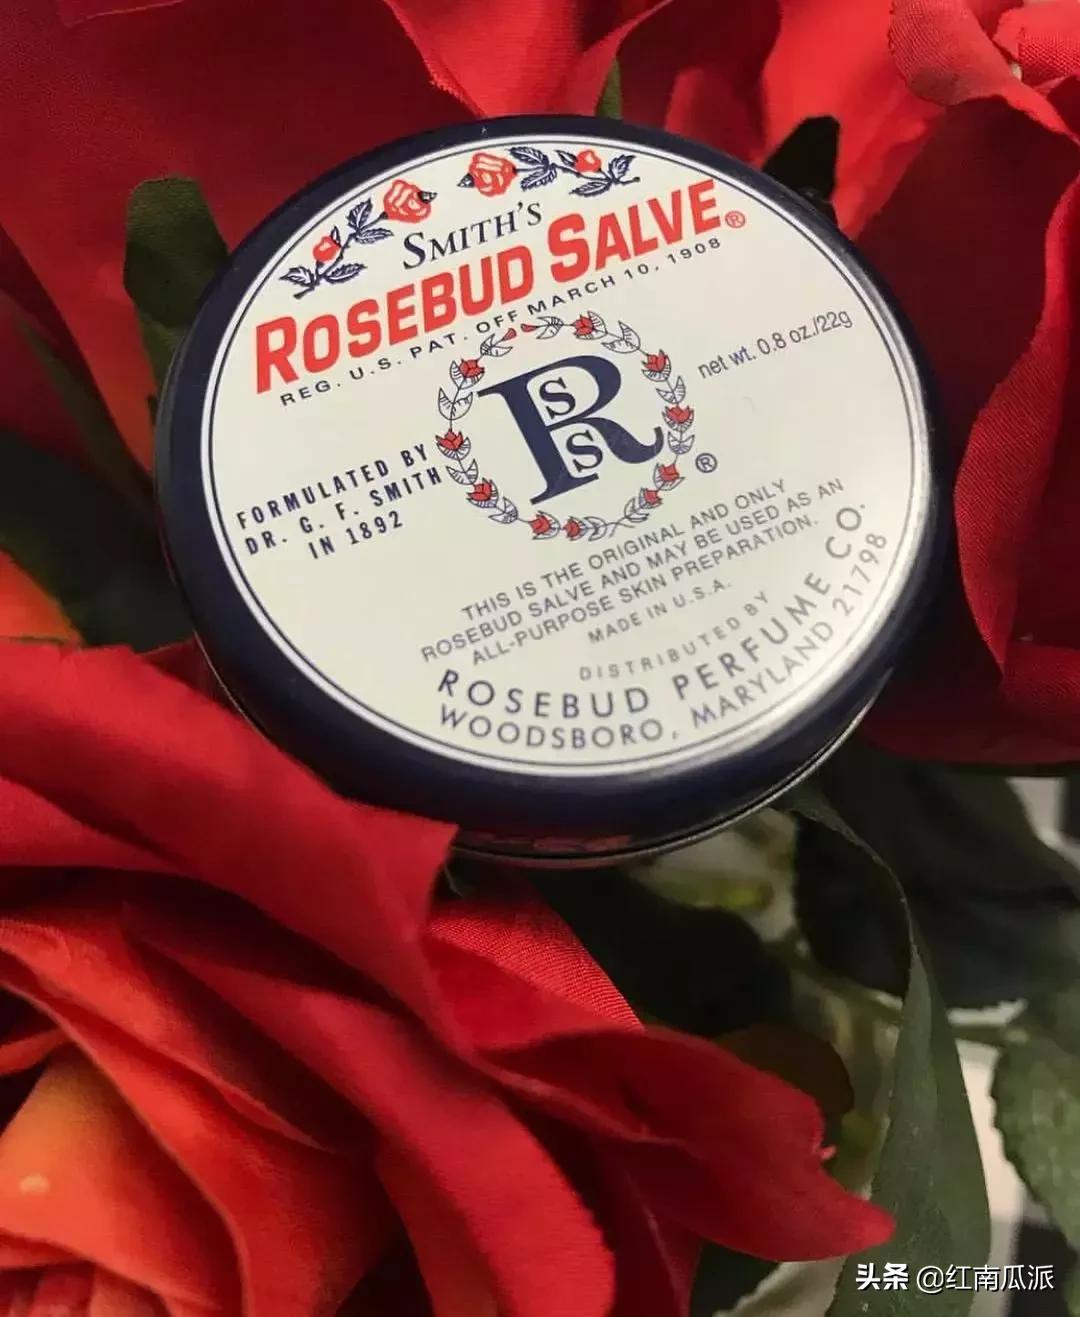 SMITH'S
ROSEBUD SALVE®
REG. U.S. PAT. OFF MARCH 10, 1908
net wt. 0.8 oz./22g
RSS
®
FORMULATED BY
DR. G. F. SMITH
IN 1892
THIS IS THE ORIGINAL AND ONLY
ROSEBUD SALVE AND MAY BE USED AS AN
ALL-PURPOSE SKIN PREPARATION.
MADE IN U.S.A.
DISTRIBUTED BY
ROSEBUD PERFUME CO.
WOODSBORO, MARYLAND 21798
头条 @红南瓜派